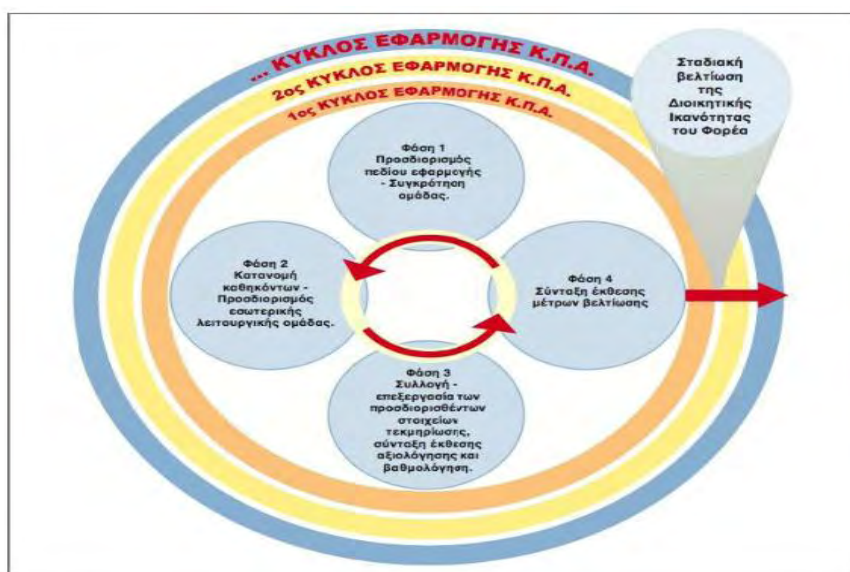 ... ΚΥΚΛΟΣ ΕΦΑΡΜΟΓΗΣ Κ.Π.Α.
2ος ΚΥΚΛΟΣ ΕΦΑΡΜΟΓΗΣ Κ.Π.Α.
1ος ΚΥΚΛΟΣ ΕΦΑΡΜΟΓΗΣ Κ.Π.Α.
Σταδιακή
βελτίωση
της
Διοικητικής
Ικανότητας
του Φορέα
Φάση 1
Προσδιορισμός
πεδίου εφαρμογής
- Συγκρότηση
ομάδας.
Φάση 2
Κατανομή
καθηκόντων -
Προσδιορισμός
εσωτερικής
λειτουργικής ομάδας.
Φάση 4
Σύνταξη έκθεσης
μέτρων βελτίωσης
Φάση 3
Συλλογή -
επεξεργασία των
προσδιορισθέντων
στοιχείων
τεκμηρίωσης,
σύνταξη έκθεσης
αξιολόγησης και
βαθμολόγηση.